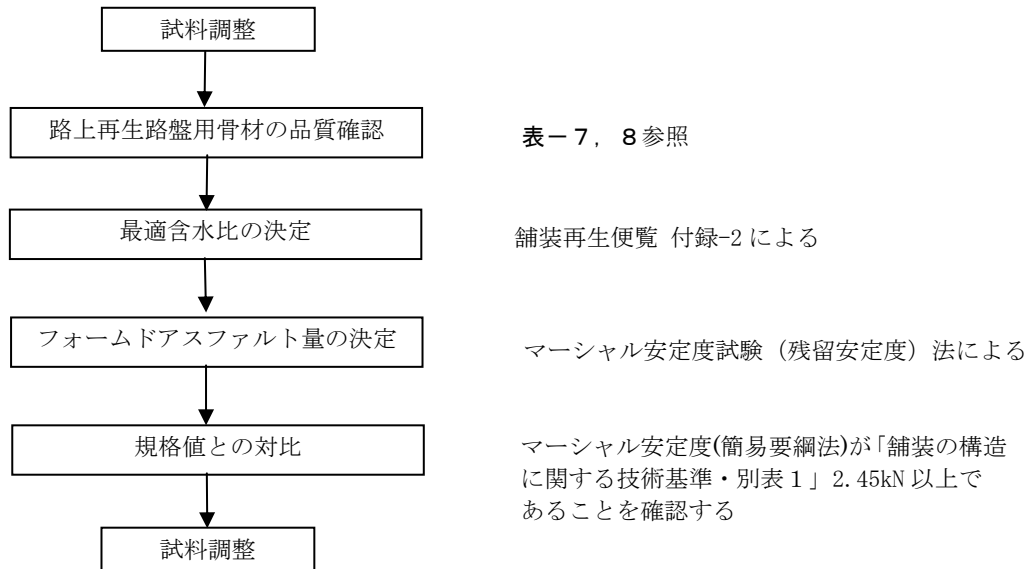 試料調整
路上再生路盤用骨材の品質確認
表－７，８参照
最適含水比の決定
舗装再生便覧 付録-2 による
フォームドアスファルト量の決定
マーシャル安定度試験（残留安定度）法による
規格値との対比
マーシャル安定度(簡易要綱法)が「舗装の構造
に関する技術基準・別表１」2.45kN 以上で
あることを確認する
試料調整